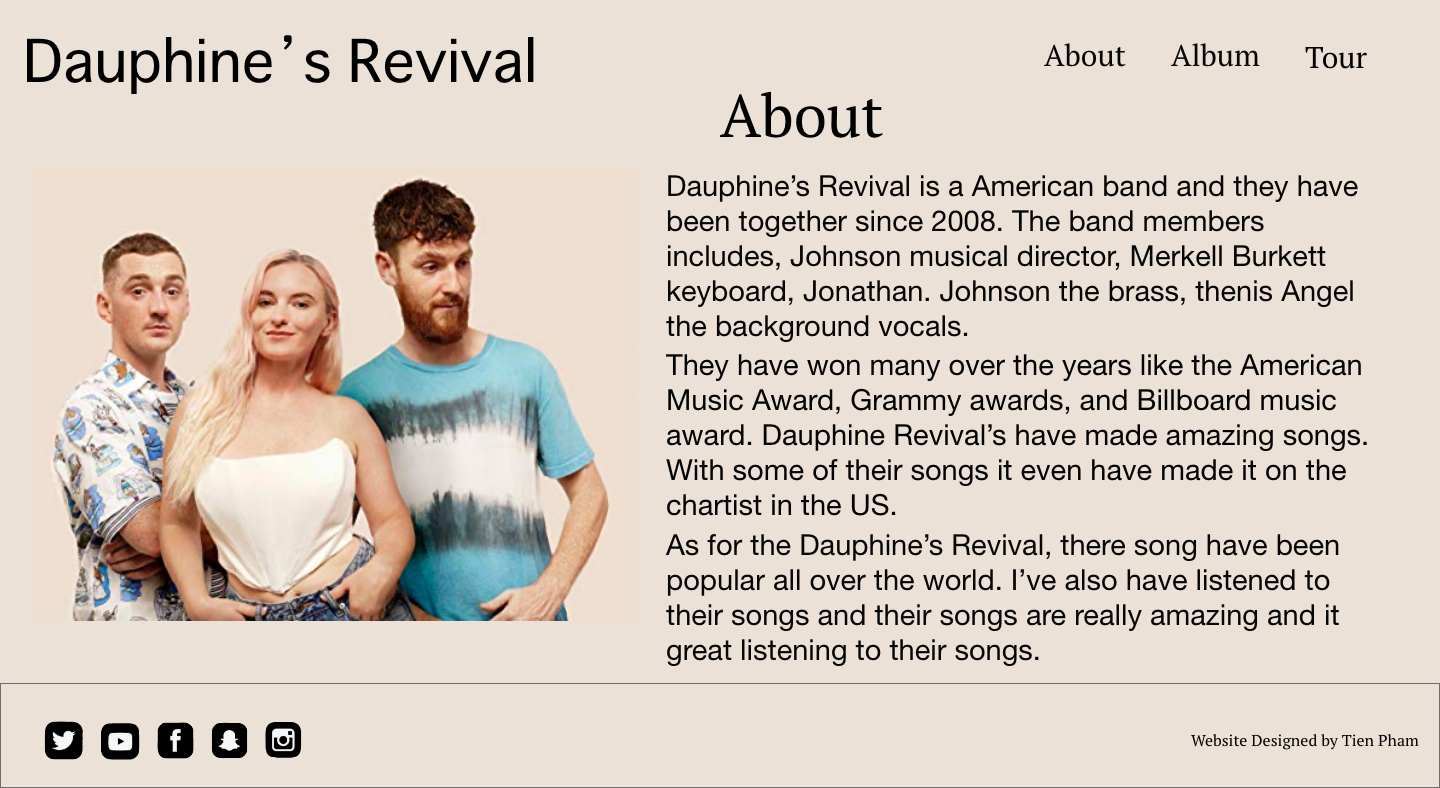 Dauphine’s Revival
About Album Tour
About
Dauphine’s Revival is a American band and they have
been together since 2008. The band members
includes, Johnson musical director, Merkell Burkett
keyboard, Jonathan. Johnson the brass, thenis Angel
the background vocals.
They have won many over the years like the American
Music Award, Grammy awards, and Billboard music
award. Dauphine Revival’s have made amazing songs.
With some of their songs it even have made it on the
chartist in the US.
As for the Dauphine’s Revival, there song have been
popular all over the world. I’ve also have listened to
their songs and their songs are really amazing and it
great listening to their songs.
Website Designed by Tien Pham